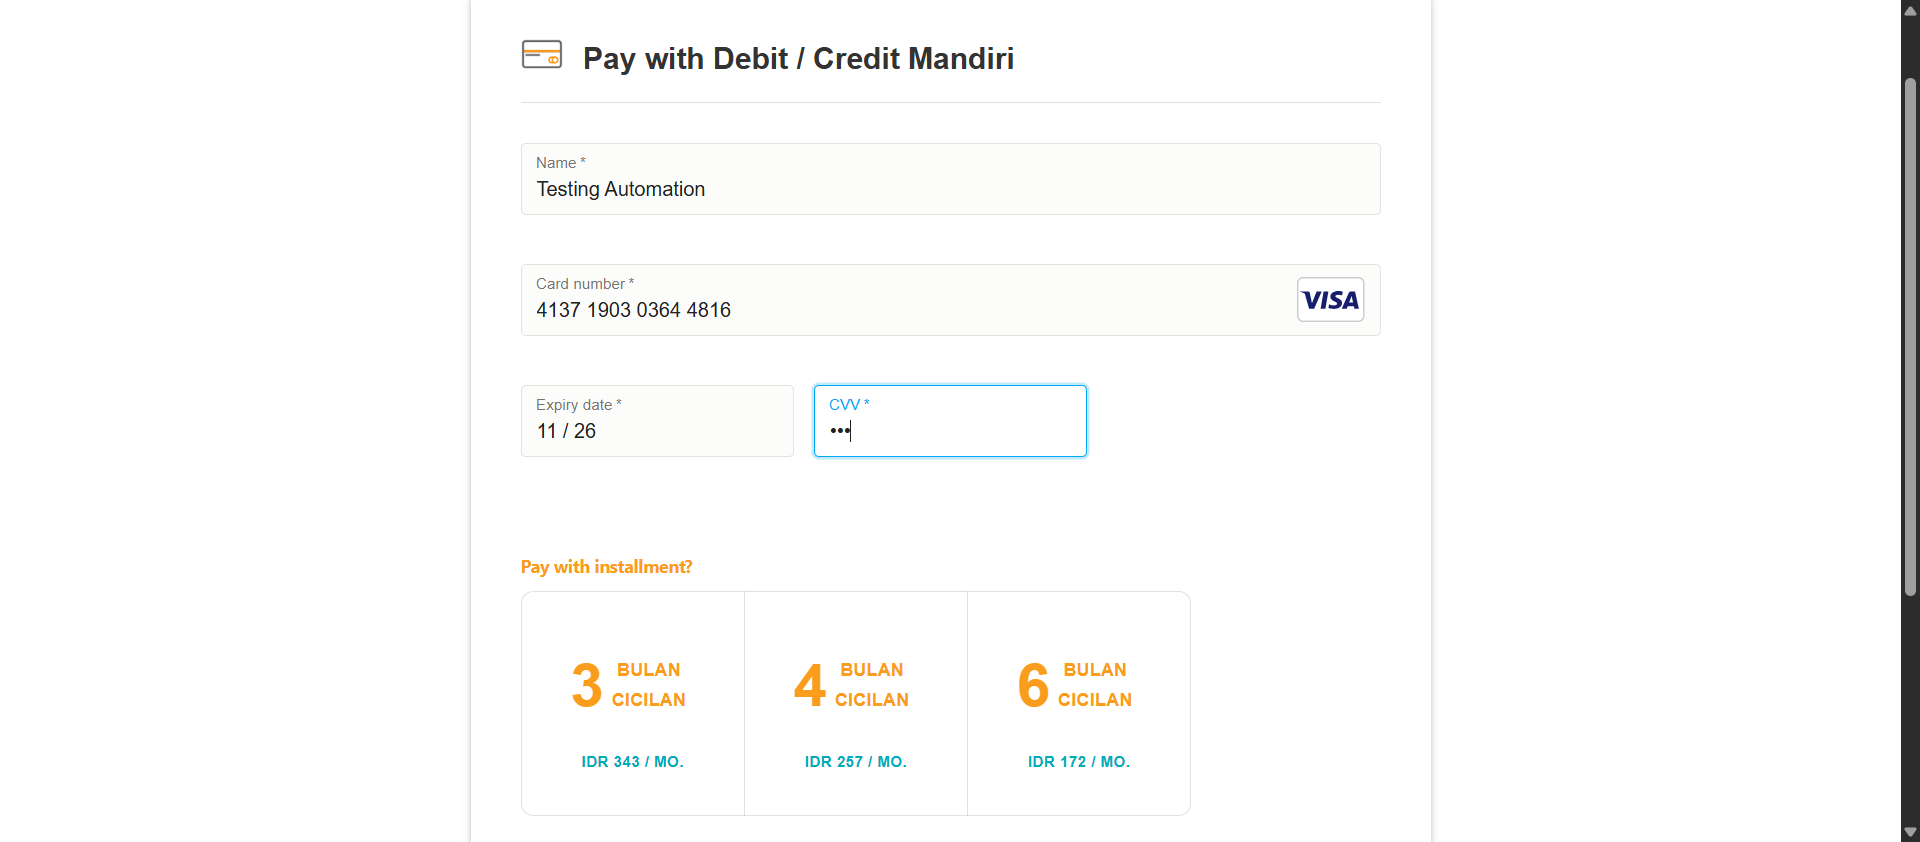 Pay with Debit / Credit Mandiri
Name *
Testing Automation
Card number *
4137 1903 0364 4816
VISA
Expiry date *
11 / 26
CVV *
•••
Pay with installment?
3 BULAN CICILAN
IDR 343 / MO.
4 BULAN CICILAN
IDR 257 / MO.
6 BULAN CICILAN
IDR 172 / MO.